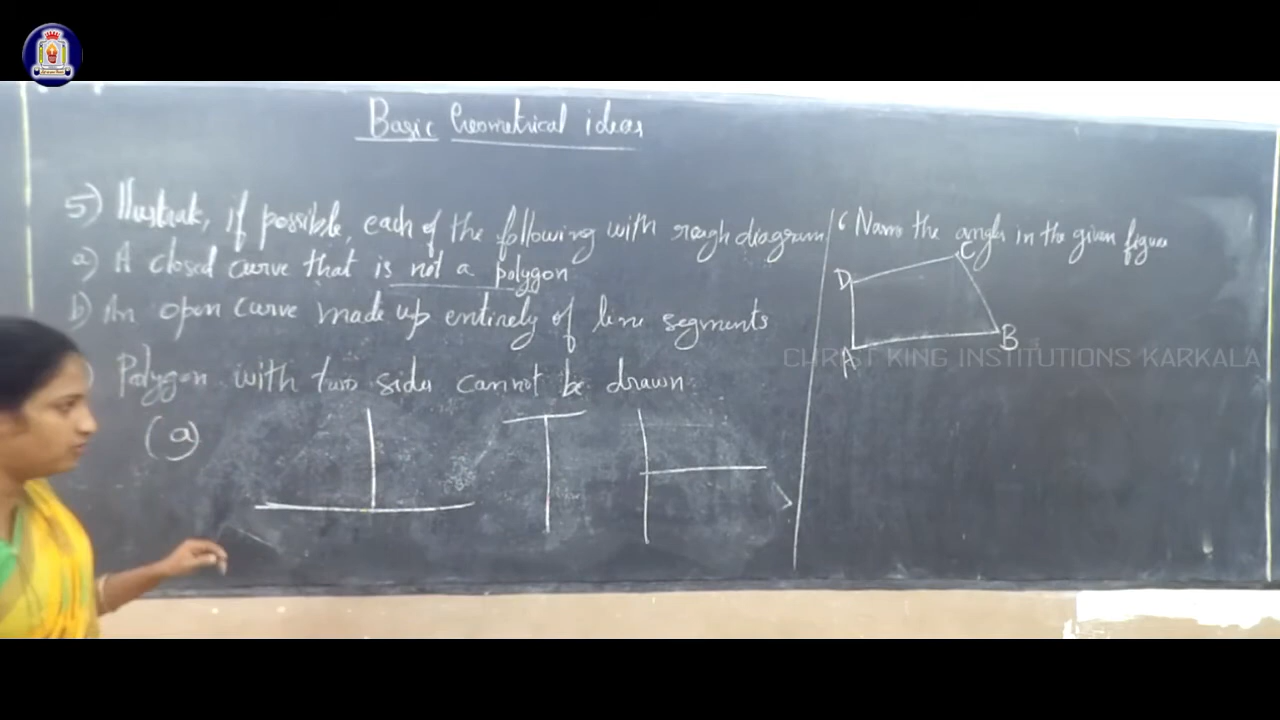 Basic Geometrical ideas
5) Illustrate, if possible, each of the following with rough diagram
a) A closed curve that is not a polygon
b) An open curve made up entirely of line segments
) Polygon with two sides cannot be drawn
(a)
6 Name the angles in the given figure
D
C
A
B
CHRIST KING INSTITUTIONS KARKALA